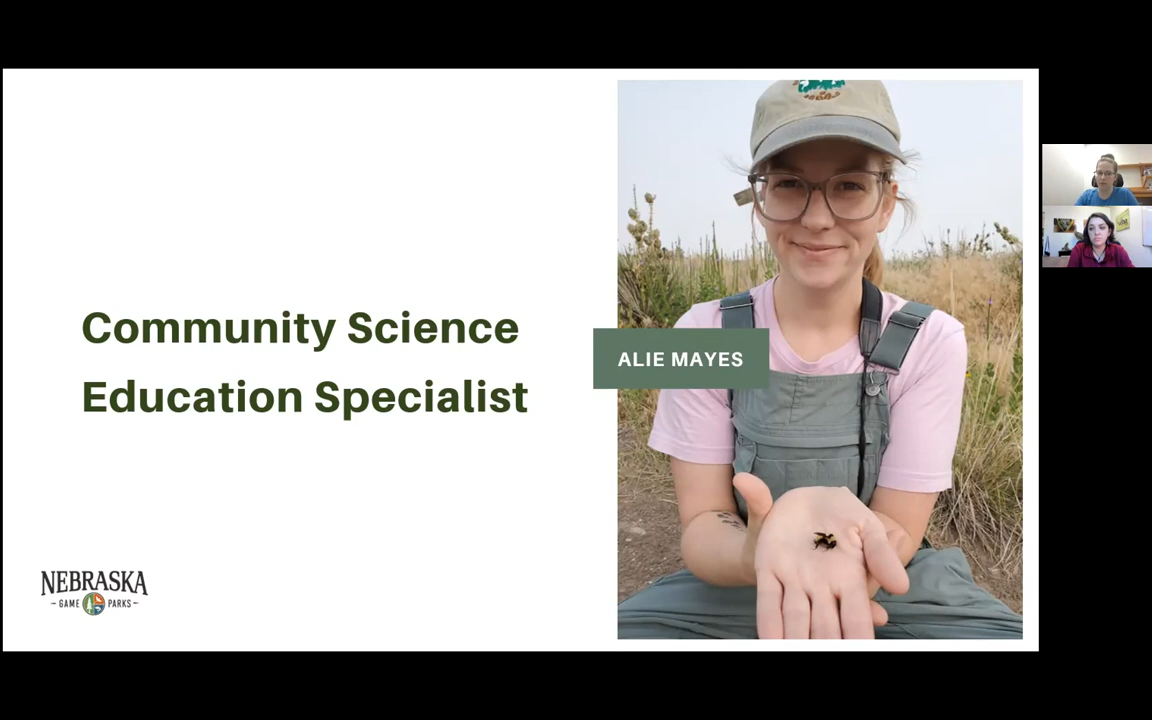 Community Science
Education Specialist
ALIE MAYES
NEBRASKA
GAME PARKS